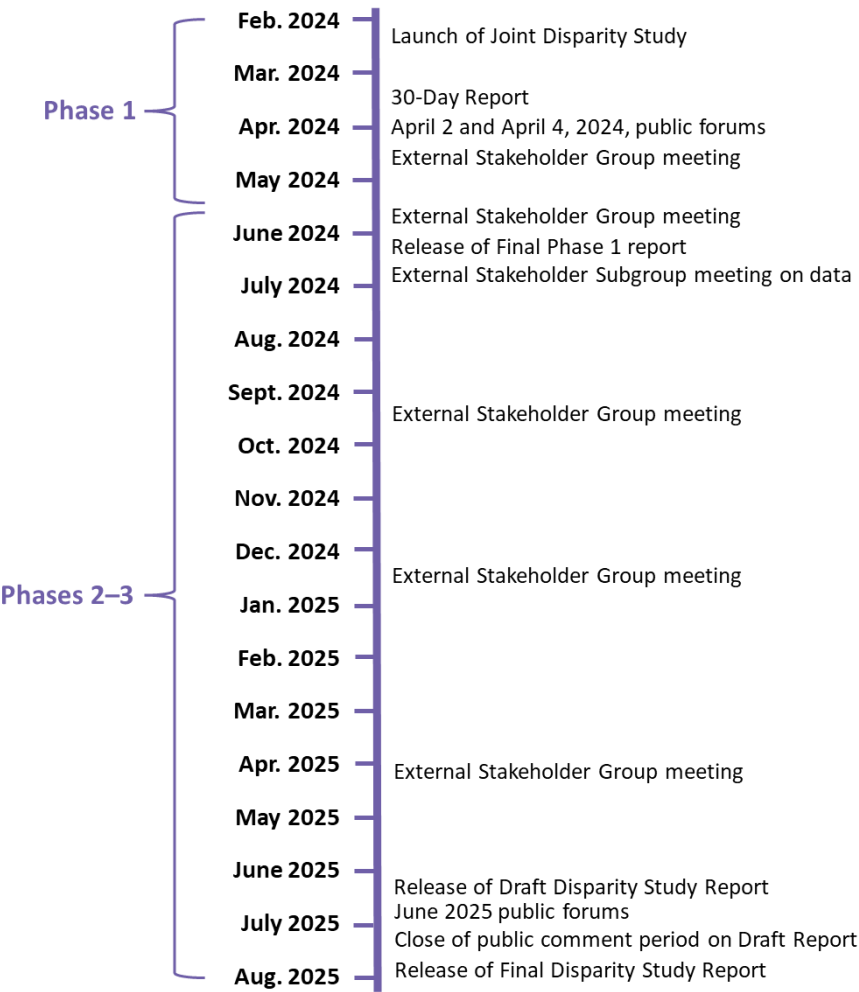 Feb. 2024
Launch of Joint Disparity Study
Mar. 2024
30-Day Report
Phase 1
Apr. 2024
April 2 and April 4, 2024, public forums
External Stakeholder Group meeting
May 2024
External Stakeholder Group meeting
June 2024
Release of Final Phase 1 report
External Stakeholder Subgroup meeting on data
July 2024
Aug. 2024
Sept. 2024
External Stakeholder Group meeting
Oct. 2024
Nov. 2024
Dec. 2024
External Stakeholder Group meeting
Phases 2–3
Jan. 2025
Feb. 2025
Mar. 2025
Apr. 2025
External Stakeholder Group meeting
May 2025
June 2025
Release of Draft Disparity Study Report
June 2025 public forums
July 2025
Close of public comment period on Draft Report
Release of Final Disparity Study Report
Aug. 2025